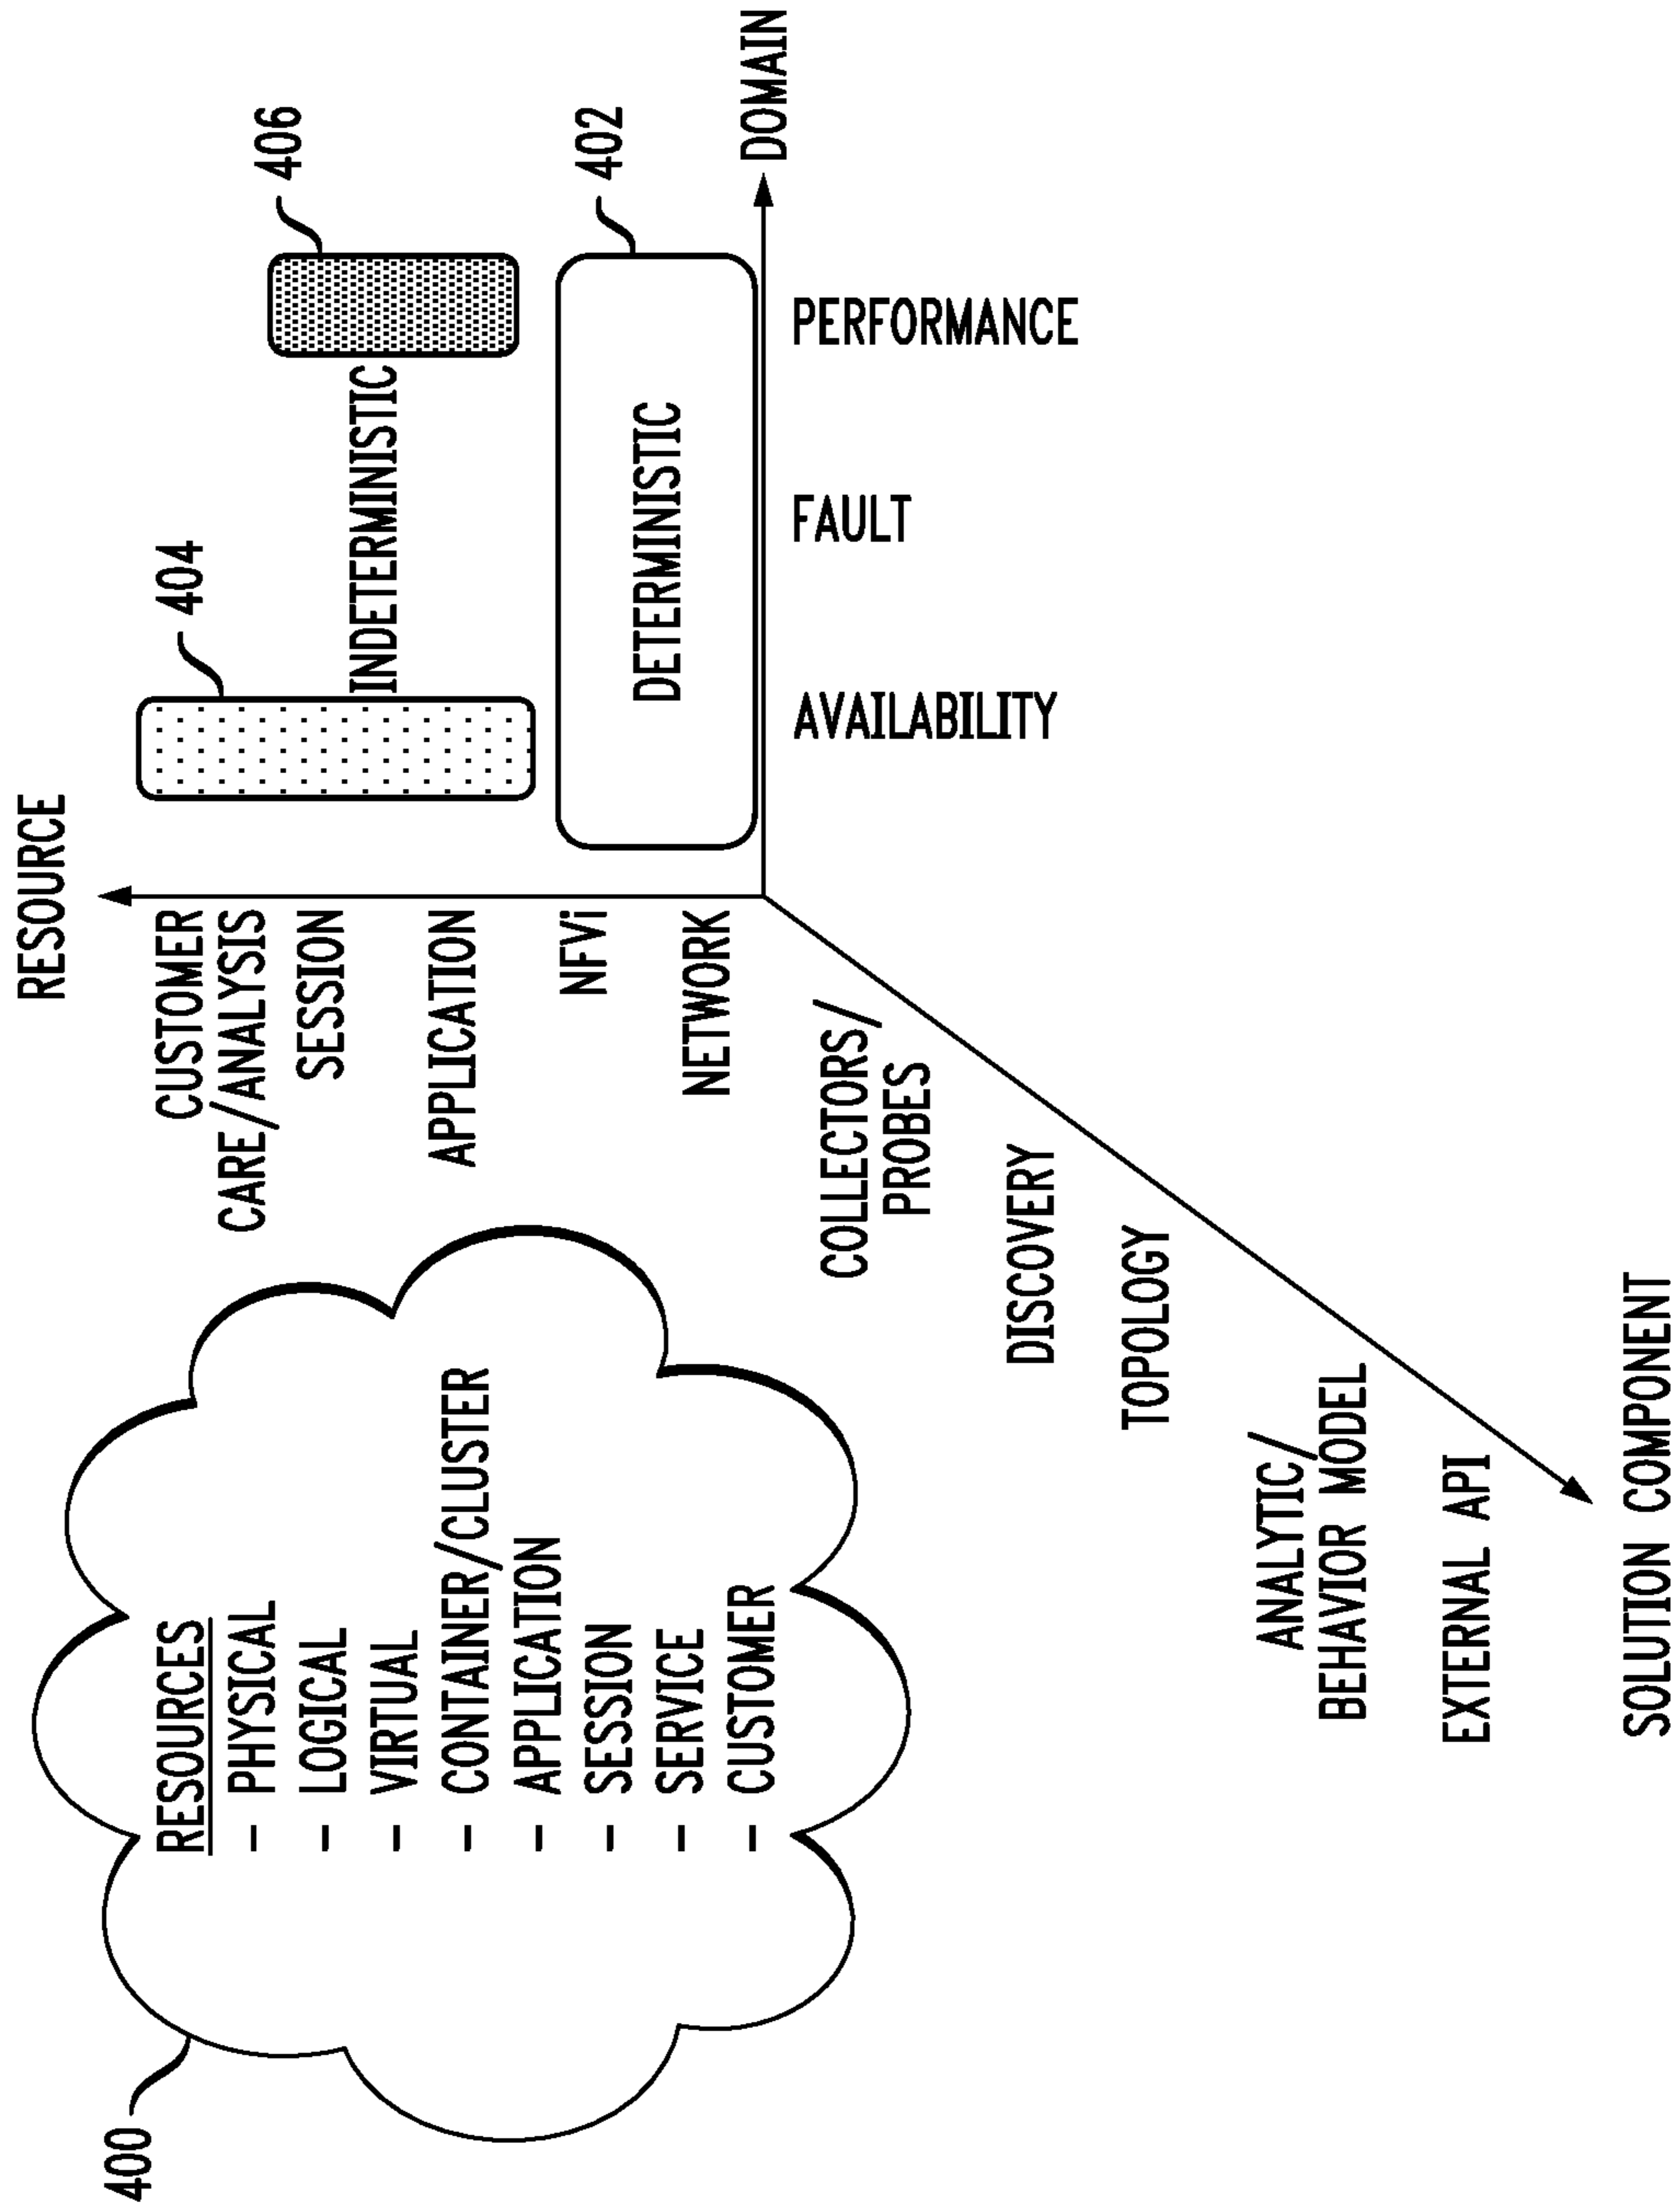 400
RESOURCES
- PHYSICAL
- LOGICAL
- VIRTUAL
- CONTAINER/CLUSTER
- APPLICATION
- SESSION
- SERVICE
- CUSTOMER
RESOURCE
CUSTOMER
CARE/ANALYSIS
SESSION
APPLICATION
NFVi
NETWORK
404
406
INDETERMINISTIC
402
DETERMINISTIC
DOMAIN
AVAILABILITY
FAULT
PERFORMANCE
COLLECTORS/
PROBES
DISCOVERY
TOPOLOGY
ANALYTIC/
BEHAVIOR MODEL
EXTERNAL API
SOLUTION COMPONENT